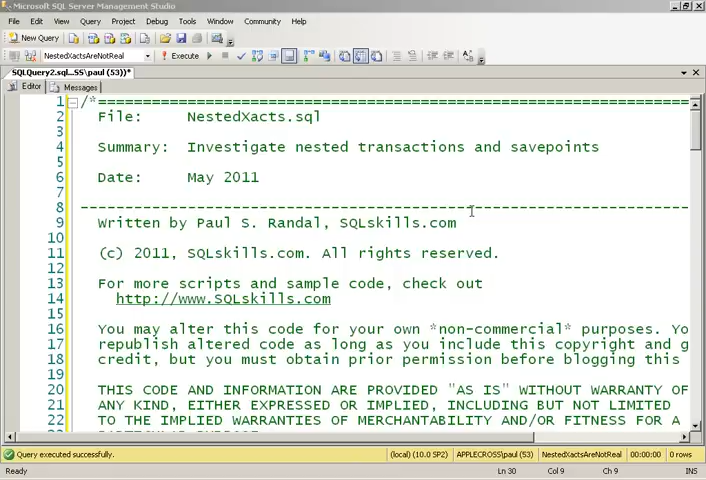 Microsoft SQL Server Management Studio
File Edit View Query Project Debug Tools Window Community Help
New Query
NestedXactsAreNotReal Execute
SQLQuery2.sql...SS\paul (53))*
Editor Messages
1 /*====================================================================
2 File: NestedXacts.sql
3
4 Summary: Investigate nested transactions and savepoints
5
6 Date: May 2011
7
8 --------------------------------------------------------------------
9 Written by Paul S. Randal, SQLskills.com
10
11 (c) 2011, SQLskills.com. All rights reserved.
12
13 For more scripts and sample code, check out
14 http://www.SQLskills.com
15
16 You may alter this code for your own *non-commercial* purposes. Yo
17 republish altered code as long as you include this copyright and g
18 credit, but you must obtain prior permission before blogging this
19
20 THIS CODE AND INFORMATION ARE PROVIDED "AS IS" WITHOUT WARRANTY OF
21 ANY KIND, EITHER EXPRESSED OR IMPLIED, INCLUDING BUT NOT LIMITED
22 TO THE IMPLIED WARRANTIES OF MERCHANTABILITY AND/OR FITNESS FOR A
Query executed successfully. (local) (10.0 SP2) APPLECROSS\paul (53) NestedXactsAreNotReal 00:00:00 0 rows
Ready Ln 30 Col 9 Ch 9 INS